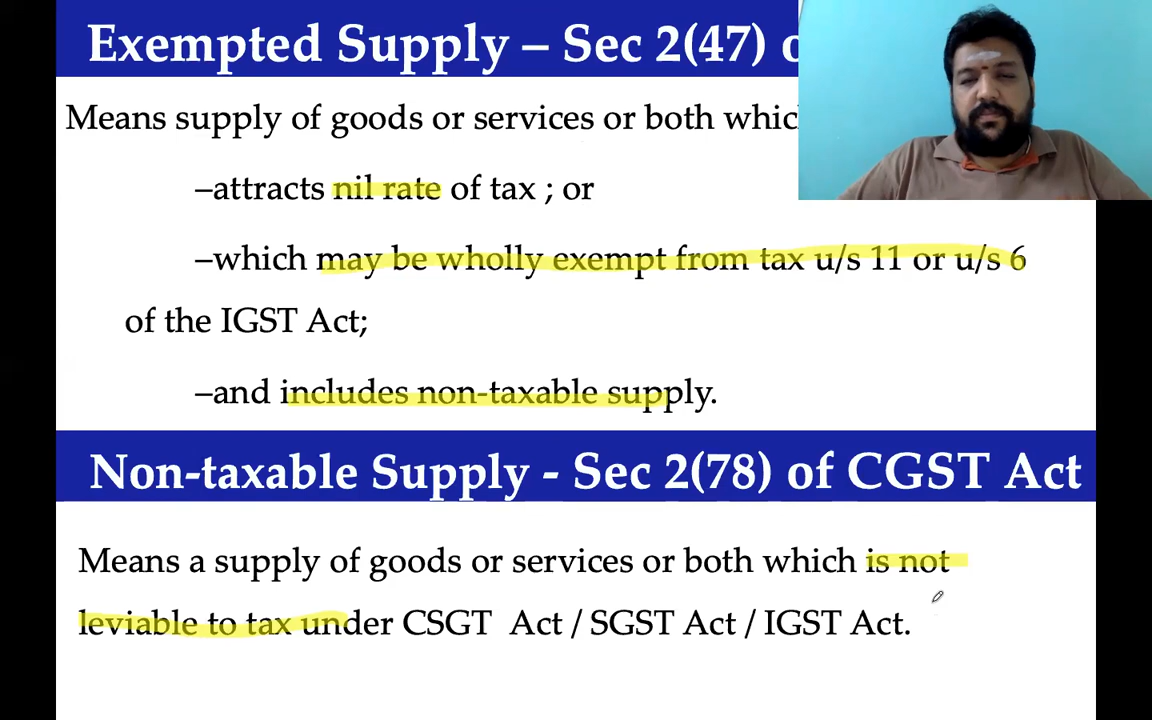 Exempted Supply – Sec 2(47)
Means supply of goods or services or both
–attracts nil rate of tax ; or
–which may be wholly exempt from tax u/s 11 or u/s 6
of the IGST Act;
–and includes non-taxable supply.
Non-taxable Supply - Sec 2(78) of CGST Act
Means a supply of goods or services or both which is not
leviable to tax under CSGT Act / SGST Act / IGST Act.